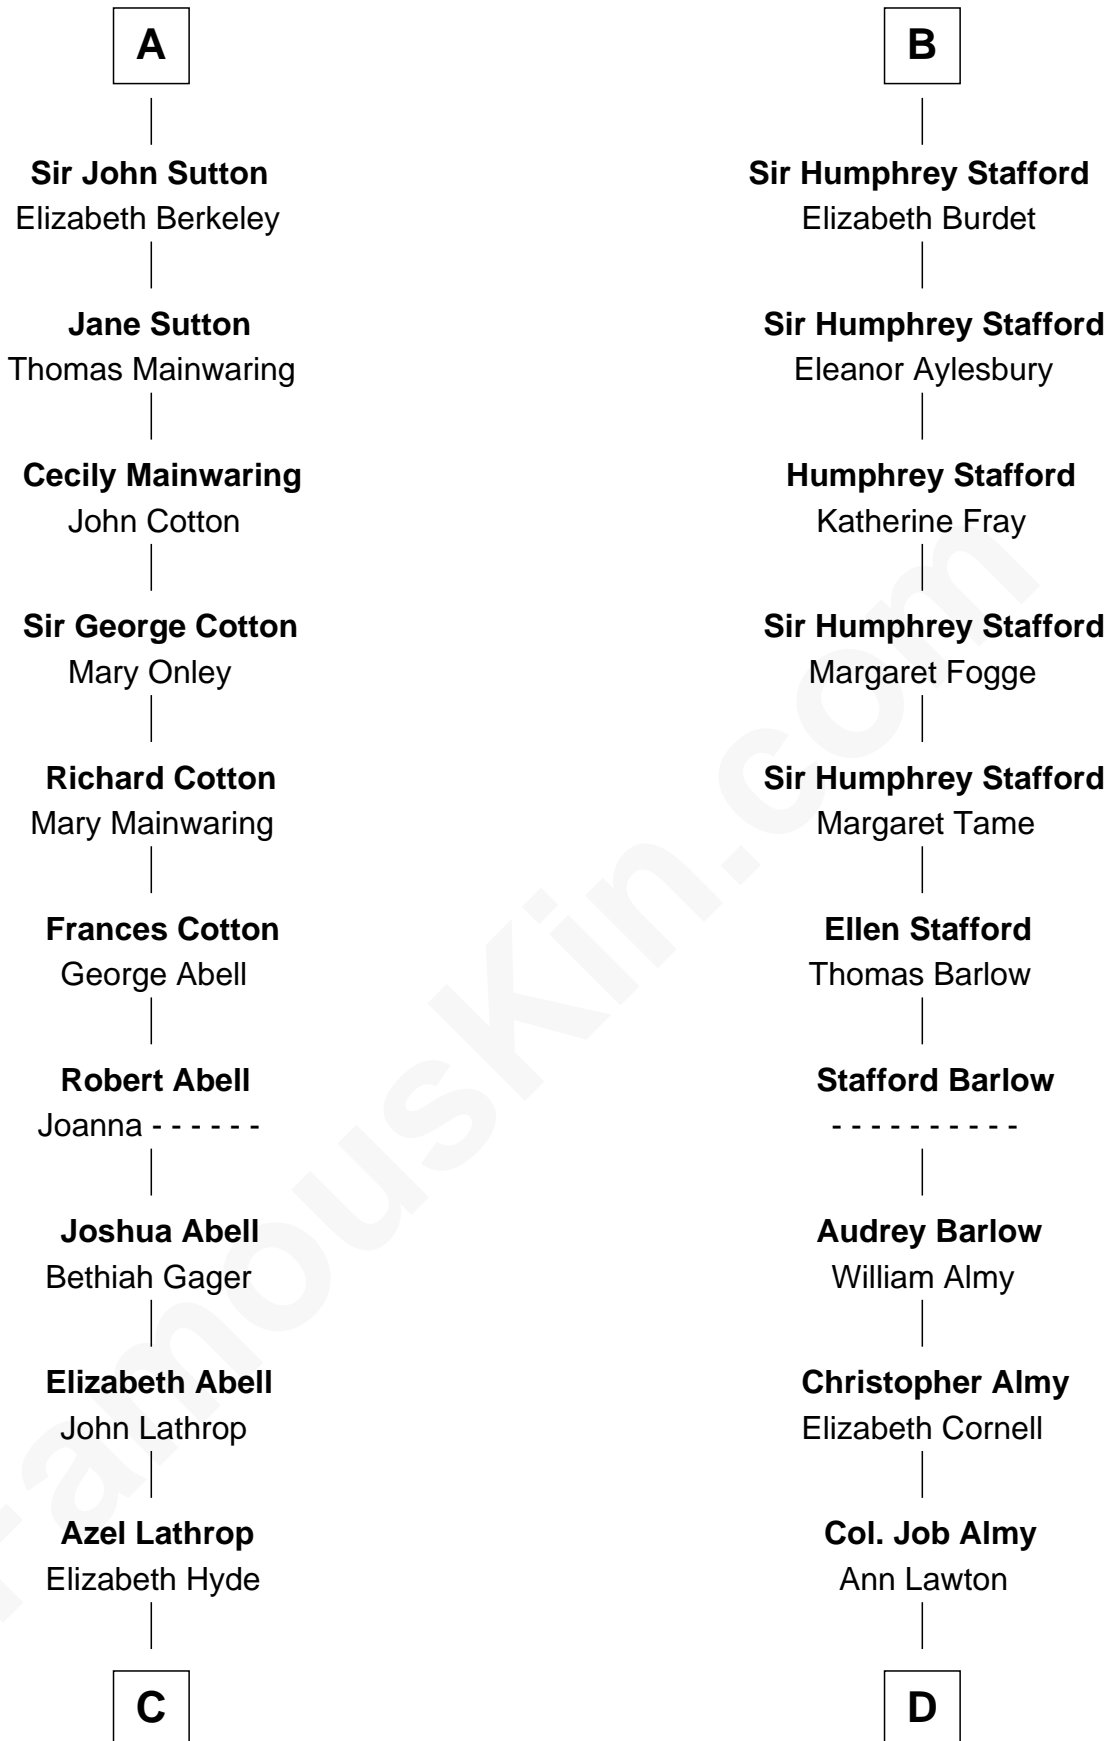 A
Sir John Sutton
Elizabeth Berkeley
Jane Sutton
Thomas Mainwaring
Cecily Mainwaring
John Cotton
Sir George Cotton
Mary Onley
Richard Cotton
Mary Mainwaring
Frances Cotton
George Abell
Robert Abell
Joanna - - - - - -
Joshua Abell
Bethiah Gager
Elizabeth Abell
John Lathrop
Azel Lathrop
Elizabeth Hyde
C
B
Sir Humphrey Stafford
Elizabeth Burdet
Sir Humphrey Stafford
Eleanor Aylesbury
Humphrey Stafford
Katherine Fray
Sir Humphrey Stafford
Margaret Fogge
Sir Humphrey Stafford
Margaret Tame
Ellen Stafford
Thomas Barlow
Stafford Barlow
- - - - - - - - - -
Audrey Barlow
William Almy
Christopher Almy
Elizabeth Cornell
Col. Job Almy
Ann Lawton
D
FamousKin.com